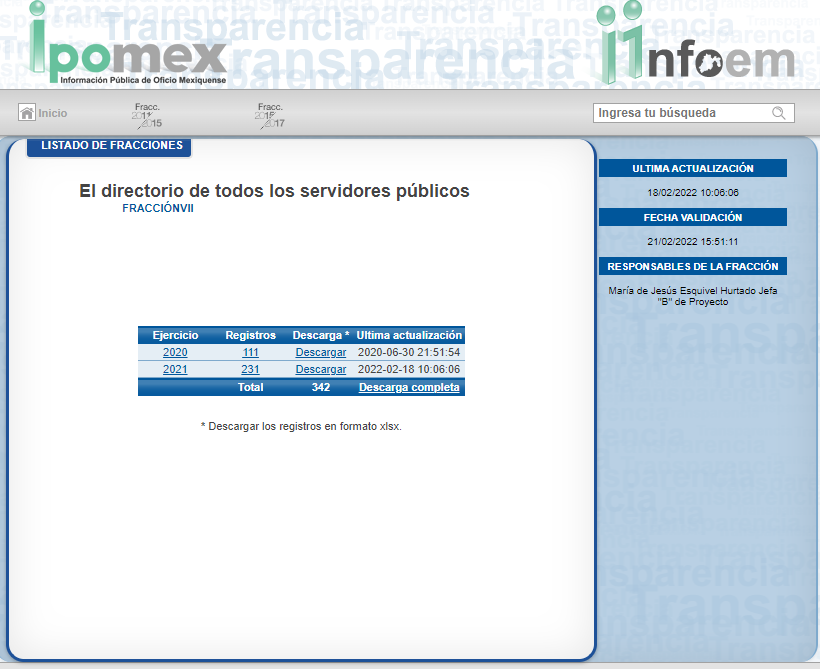 ipomex
Información Pública de Oficio Mexiquense
infoem
Inicio
Fracc.
2011
2015
Fracc.
2017
Ingresa tu búsqueda
LISTADO DE FRACCIONES
El directorio de todos los servidores públicos
FRACCIÓNVII
Ejercicio Registros Descarga * Ultima actualización
2020 111 Descargar 2020-06-30 21:51:54
2021 231 Descargar 2022-02-18 10:06:06
Total 342 Descarga completa
* Descargar los registros en formato xlsx.
ULTIMA ACTUALIZACIÓN
18/02/2022 10:06:06
FECHA VALIDACIÓN
21/02/2022 15:51:11
RESPONSABLES DE LA FRACCIÓN
María de Jesús Esquivel Hurtado Jefa
"B" de Proyecto